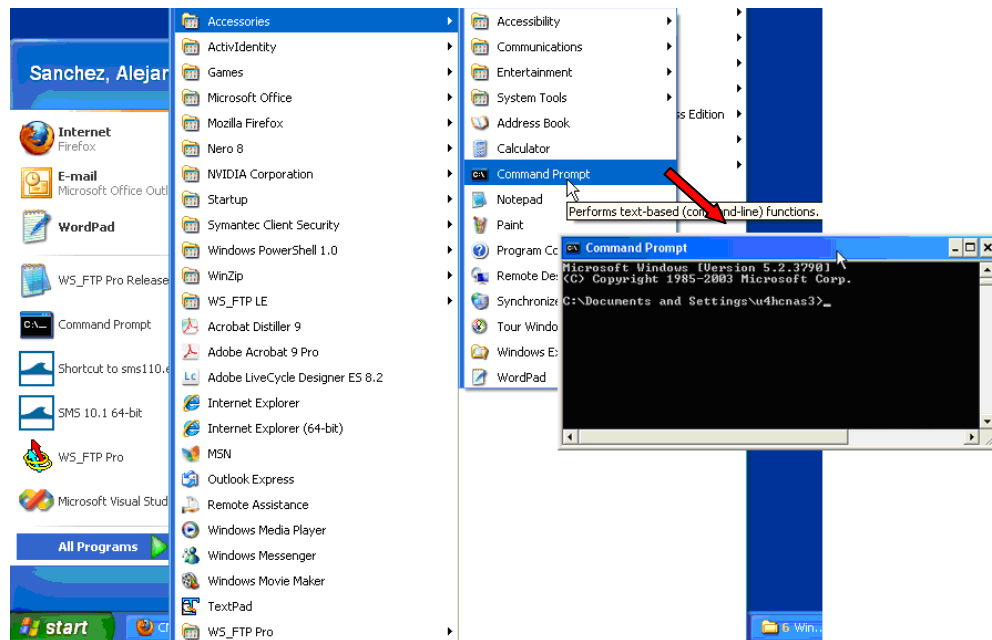 Sanchez, Alejar
Internet
Firefox
E-mail
Microsoft Office Outl
WordPad
WS_FTP Pro Release
Command Prompt
Shortcut to sms110.e
SMS 10.1 64-bit
WS_FTP Pro
Microsoft Visual Stud
All Programs
start
Accessories
ActivIdentity
Games
Microsoft Office
Mozilla Firefox
Nero 8
NVIDIA Corporation
Startup
Symantec Client Security
Windows PowerShell 1.0
WinZip
WS_FTP LE
Acrobat Distiller 9
Adobe Acrobat 9 Pro
Adobe LiveCycle Designer ES 8.2
Internet Explorer
Internet Explorer (64-bit)
MSN
Outlook Express
Remote Assistance
Windows Media Player
Windows Messenger
Windows Movie Maker
TextPad
WS_FTP Pro
Accessibility
Communications
Entertainment
System Tools
Address Book
Calculator
Command Prompt
Notepad
Paint
Program Co
Remote Des
Synchronize
Tour Windo
Windows Ex
WordPad
ss Edition
Performs text-based (command-line) functions.
Command Prompt
Microsoft Windows [Version 5.2.3790]
(C) Copyright 1985-2003 Microsoft Corp.
C:\Documents and Settings\u4hcnas3>_
6 Win..